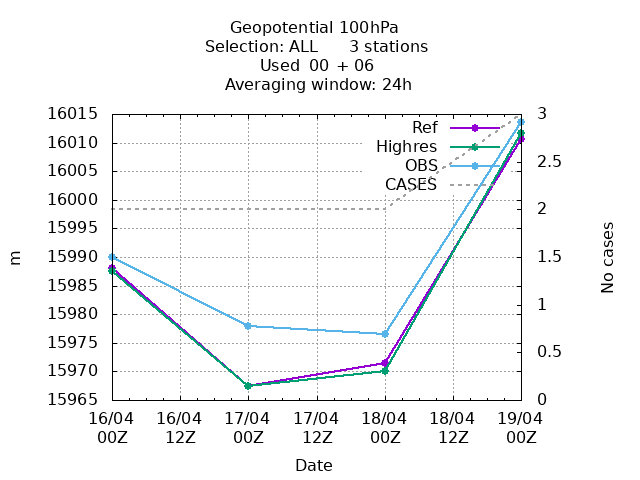 Geopotential 100hPa
Selection: ALL 3 stations
Used 00 + 06
Averaging window: 24h
16015
16010
16005
16000
15995
15990
15985
15980
15975
15970
15965
m
Ref
Highres
OBS
CASES
3
2.5
2
1.5
1
0.5
0
No cases
16/04 16/04 17/04 17/04 18/04 18/04 19/04
00Z 12Z 00Z 12Z 00Z 12Z 00Z
Date